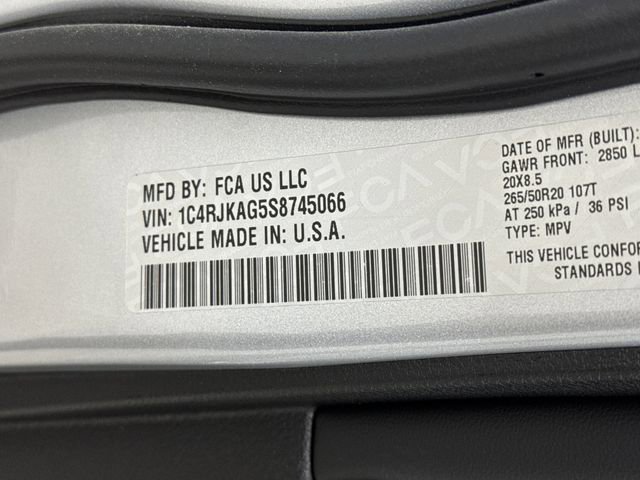 MFD BY: FCA US LLC
VIN: 1C4RJKAG5S8745066
VEHICLE MADE IN: U.S.A.
DATE OF MFR (BUILT):
GAWR FRONT: 2850 L
20X8.5
265/50R20 107T
AT 250 kPa / 36 PSI
TYPE: MPV
THIS VEHICLE CONFOR
STANDARDS